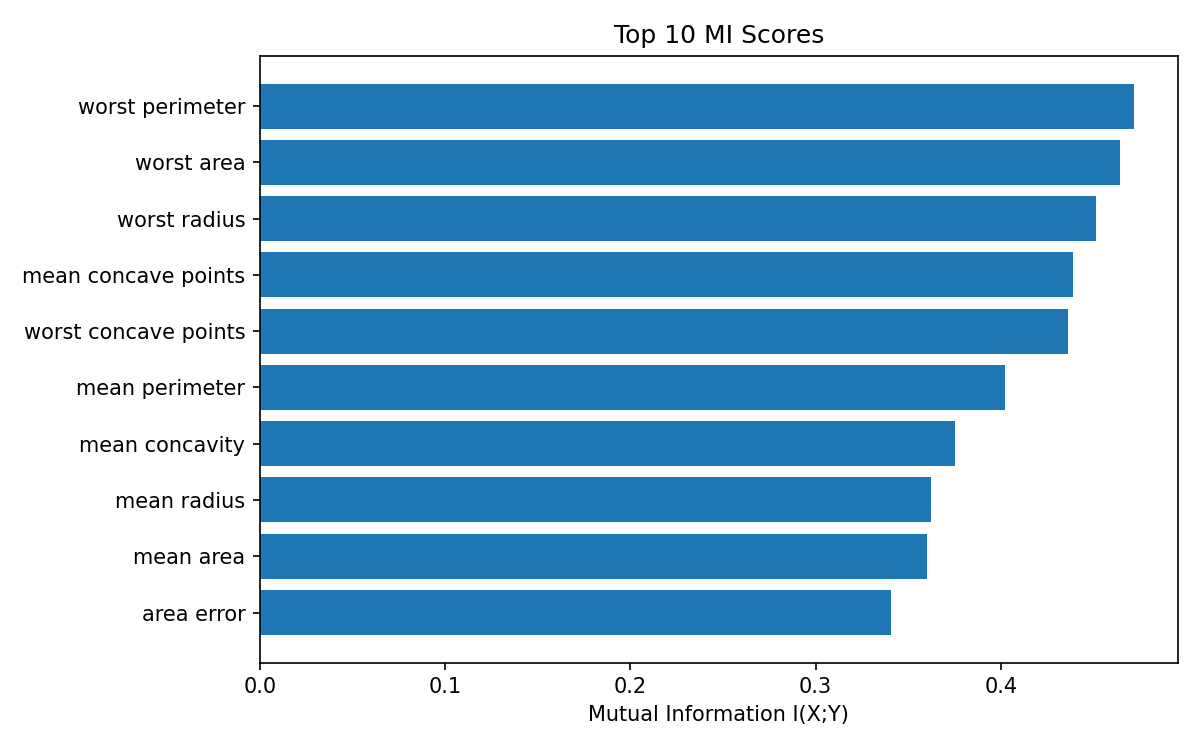 Top 10 MI Scores
worst perimeter
worst area
worst radius
mean concave points
worst concave points
mean perimeter
mean concavity
mean radius
mean area
area error
0.0 0.1 0.2 0.3 0.4
Mutual Information I(X;Y)